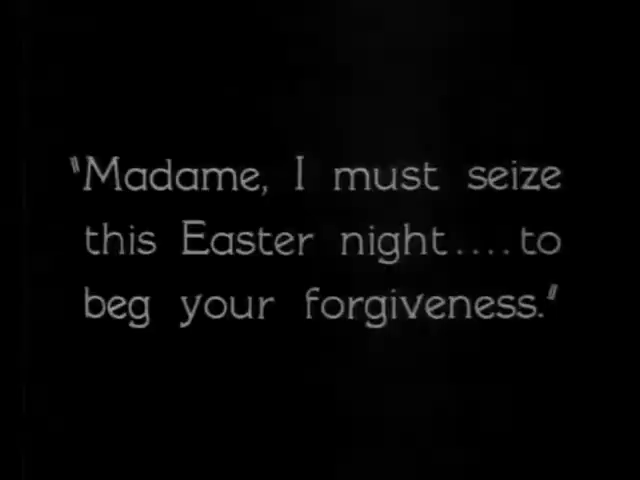 "Madame, I must seize
this Easter night....to
beg your forgiveness."